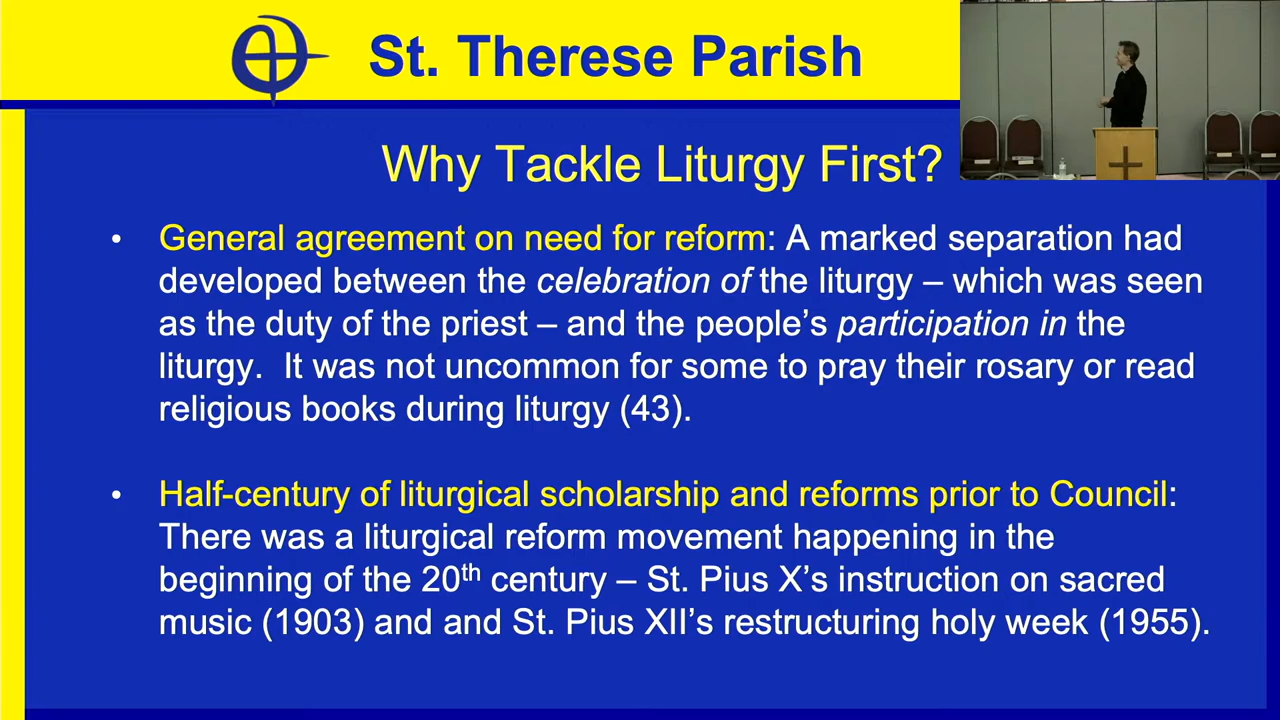 St. Therese Parish
Why Tackle Liturgy First?
• General agreement on need for reform: A marked separation had
developed between the celebration of the liturgy – which was seen
as the duty of the priest – and the people’s participation in the
liturgy.  It was not uncommon for some to pray their rosary or read
religious books during liturgy (43).
• Half-century of liturgical scholarship and reforms prior to Council:
There was a liturgical reform movement happening in the
beginning of the 20th century – St. Pius X’s instruction on sacred
music (1903) and and St. Pius XII’s restructuring holy week (1955).